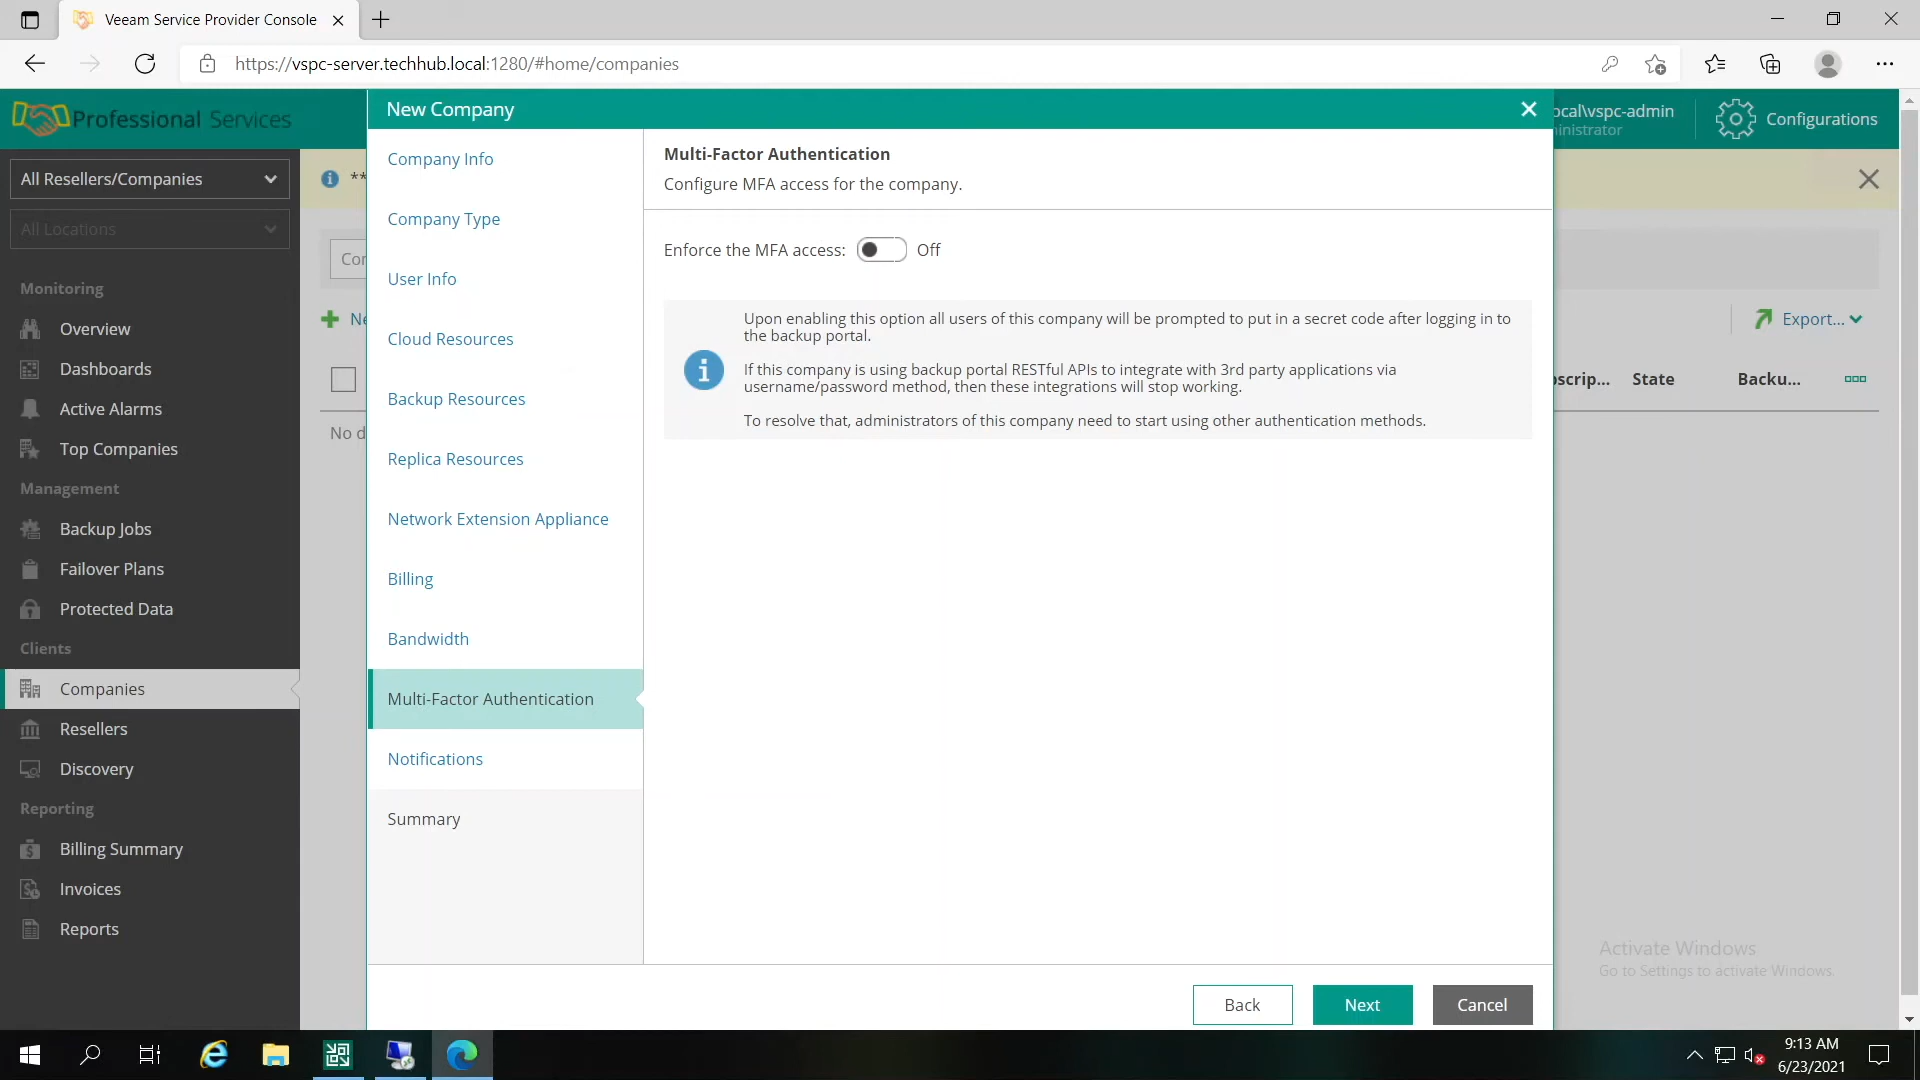 Veeam Service Provider Console
https://vspc-server.techhub.local:1280/#home/companies
Professional Services
New Company
ocal\vspc-admin
inistrator
Configurations
All Resellers/Companies
All Locations
**
Monitoring
Overview
Dashboards
Active Alarms
Top Companies
Management
Backup Jobs
Failover Plans
Protected Data
Clients
Companies
Resellers
Discovery
Reporting
Billing Summary
Invoices
Reports
Cor
Ne
No d
Company Info
Company Type
User Info
Cloud Resources
Backup Resources
Replica Resources
Network Extension Appliance
Billing
Bandwidth
Multi-Factor Authentication
Notifications
Summary
Multi-Factor Authentication
Configure MFA access for the company.
Enforce the MFA access: Off
Upon enabling this option all users of this company will be prompted to put in a secret code after logging in to
the backup portal.
If this company is using backup portal RESTful APIs to integrate with 3rd party applications via
username/password method, then these integrations will stop working.
To resolve that, administrators of this company need to start using other authentication methods.
Export...
oscrip... State Backu...
Activate Windows
Go to Settings to activate Windows.
Back Next Cancel
9:13 AM
6/23/2021